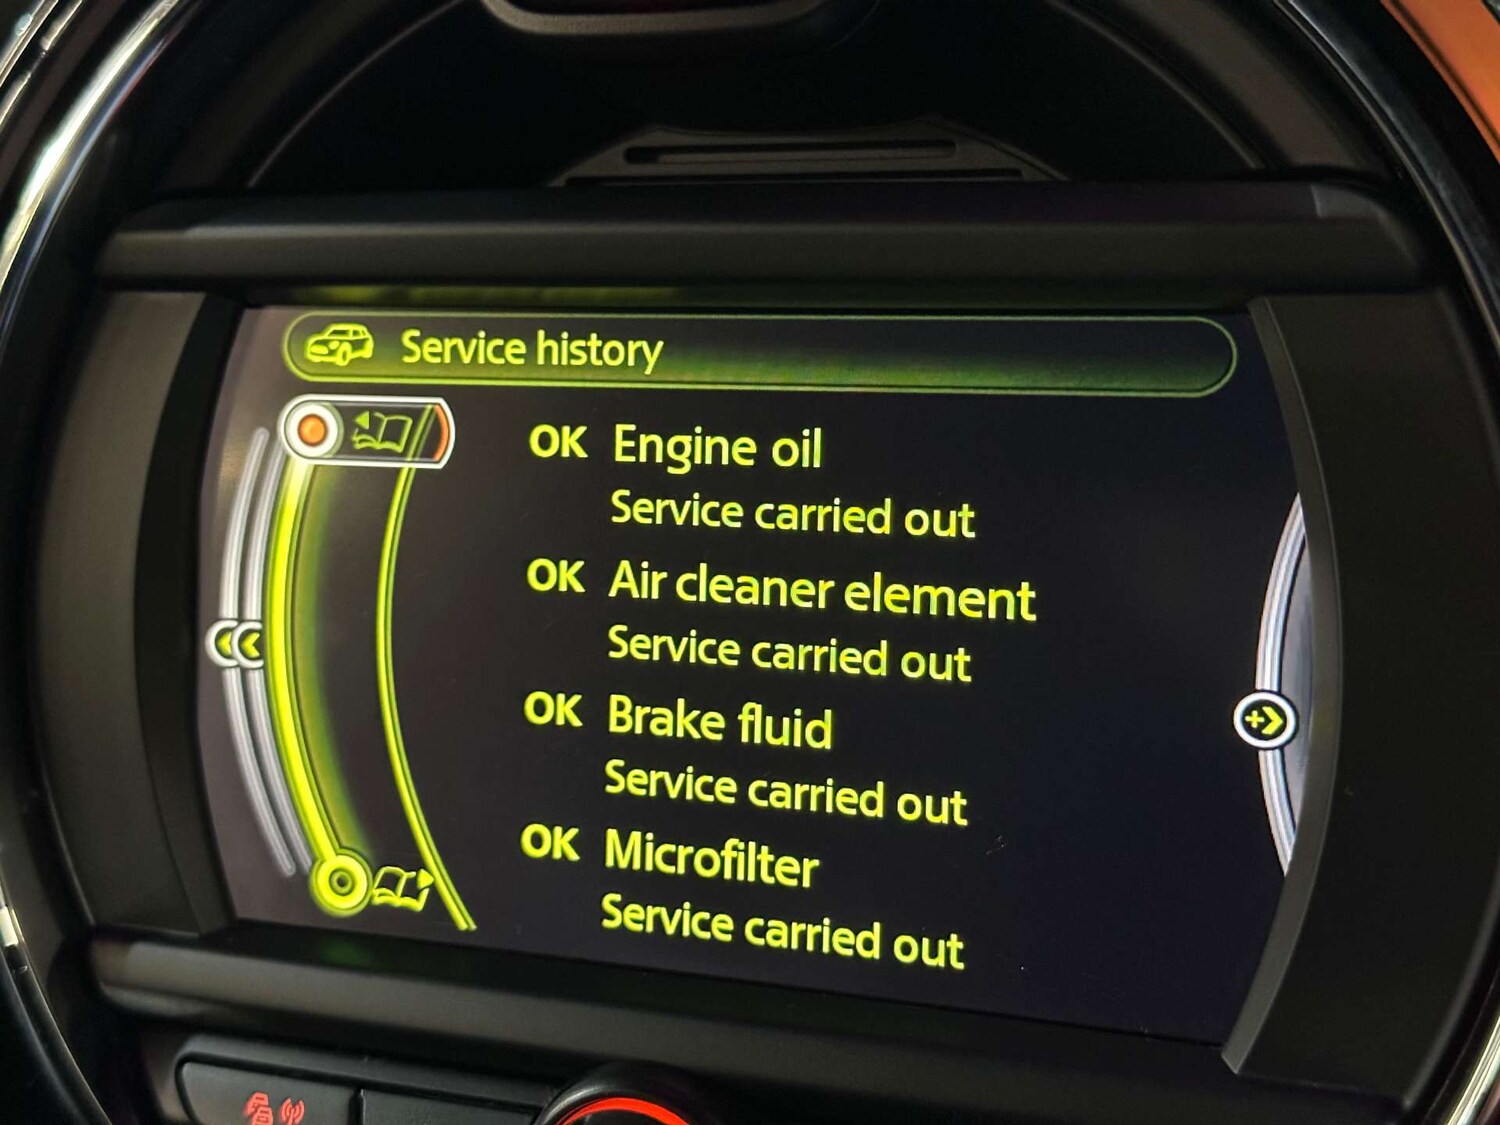 Service history
OK Engine oil
Service carried out
OK Air cleaner element
Service carried out
OK Brake fluid
Service carried out
OK Microfilter
Service carried out